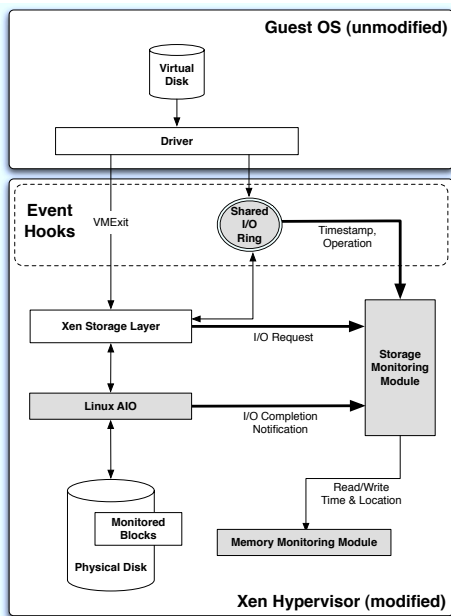 Guest OS (unmodified)
Virtual
Disk
Driver
Event
Hooks
VMExit
Shared
I/O
Ring
Timestamp,
Operation
Xen Storage Layer
I/O Request
Storage
Monitoring
Module
Linux AIO
I/O Completion
Notification
Monitored
Blocks
Physical Disk
Read/Write
Time & Location
Memory Monitoring Module
Xen Hypervisor (modified)